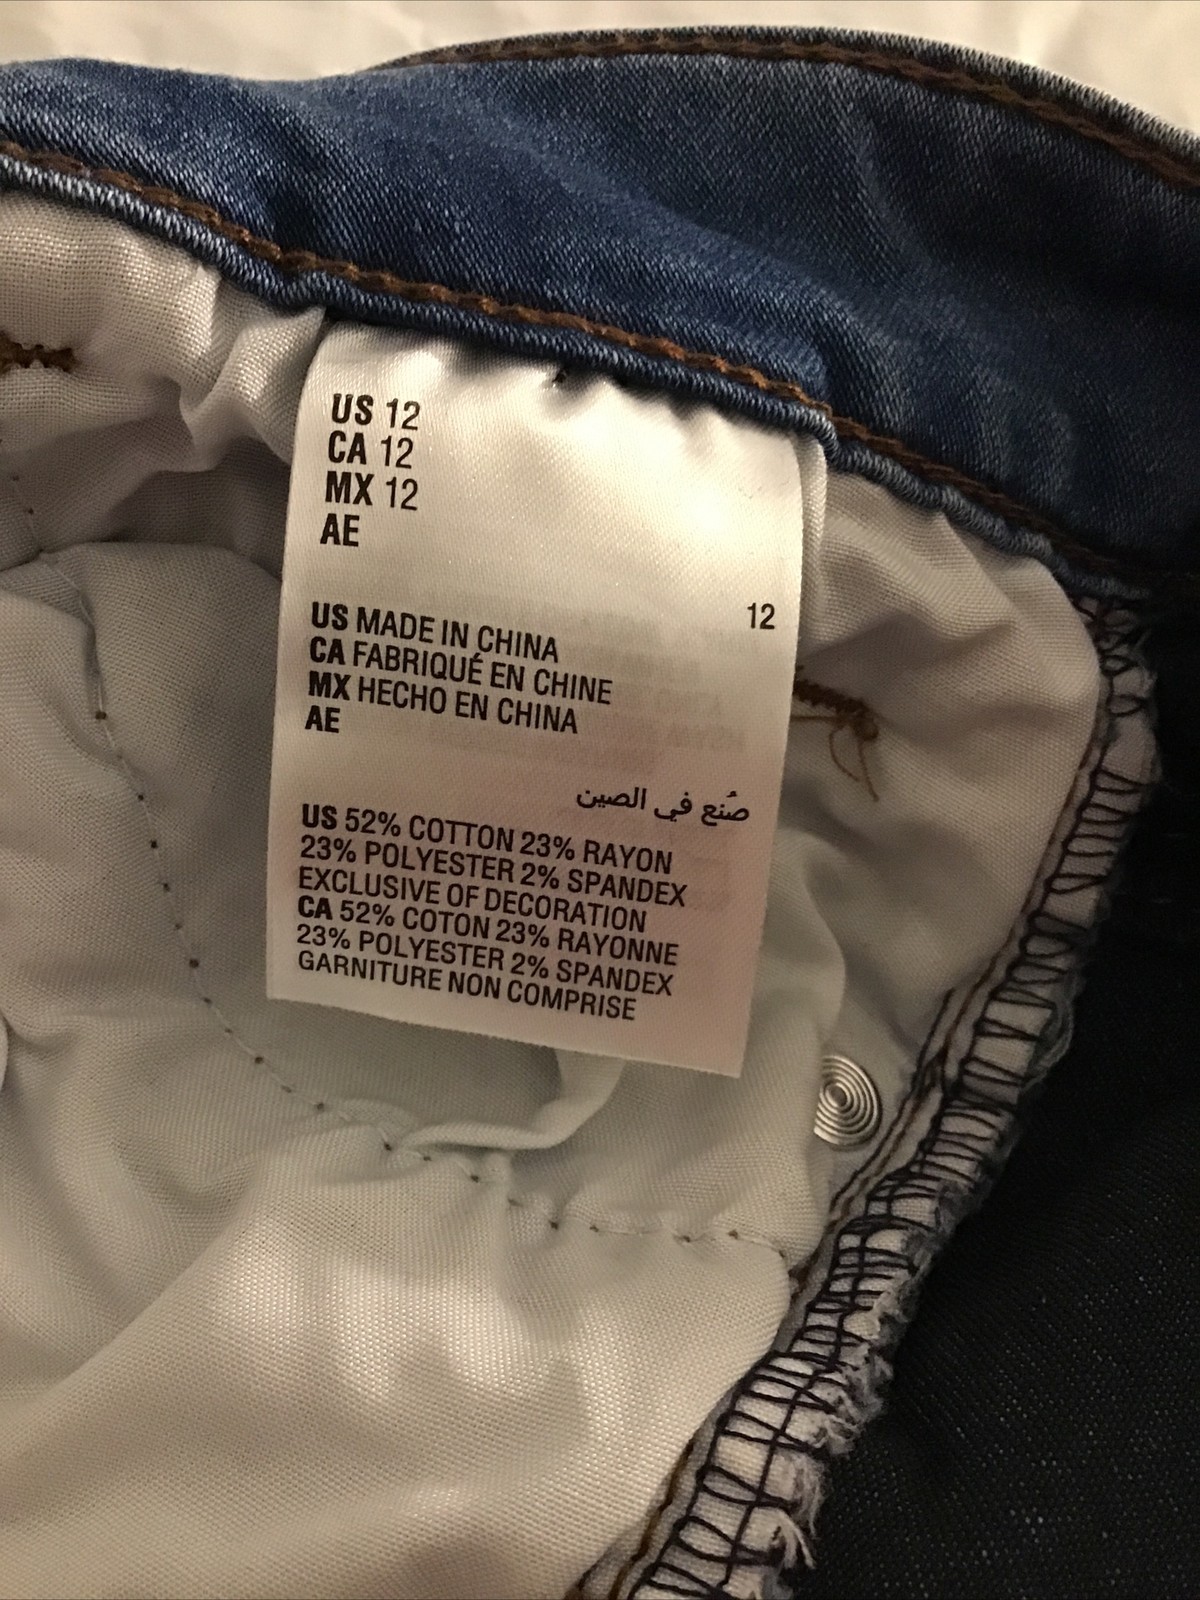 US 12
CA 12
MX 12
AE
12
US MADE IN CHINA
CA FABRIQUÉ EN CHINE
MX HECHO EN CHINA
AE
صُنع في الصين
US 52% COTTON 23% RAYON
23% POLYESTER 2% SPANDEX
EXCLUSIVE OF DECORATION
CA 52% COTON 23% RAYONNE
23% POLYESTER 2% SPANDEX
GARNITURE NON COMPRISE